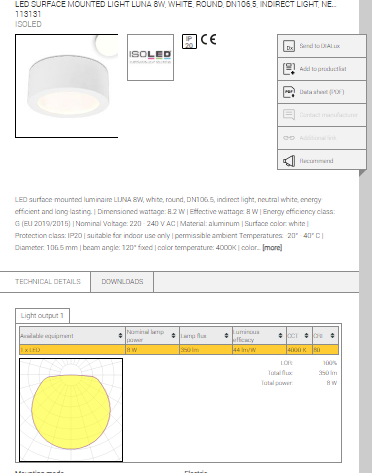 LED SURFACE MOUNTED LIGHT LUNA 8W, WHITE, ROUND, DN106,5, INDIRECT LIGHT, NE...
113131
ISOLED
ISOLED
IP
20
CE
Dx Send to DIALux
Add to productlist
PDF Data sheet (PDF)
Contact manufacturer
Additional link
Recommend
LED surface-mounted luminaire LUNA 8W, white, round, DN106.5, indirect light, neutral white, energy
efficient and long lasting. | Dimensioned wattage: 8.2 W | Effective wattage: 8 W | Energy efficiency class:
G (EU 2019/2015) | Nominal Voltage: 220 - 240 V AC | Material: aluminum | Surface color: white |
Protection class: IP20 | suitable for indoor use only | permissible ambient Temperatures: -20° - 40° C |
Diameter: 106.5 mm | beam angle: 120° fixed | color temperature: 4000K | color... [more]
TECHNICAL DETAILS DOWNLOADS
Light output 1
Available equipment Nominal lamp power Lamp flux Luminous efficacy CCT CRI
1 x LED 8 W 350 lm 44 lm/W 4000 K 80
LOR: 100%
Total flux: 350 lm
Total power: 8 W
Mounting mode Electric